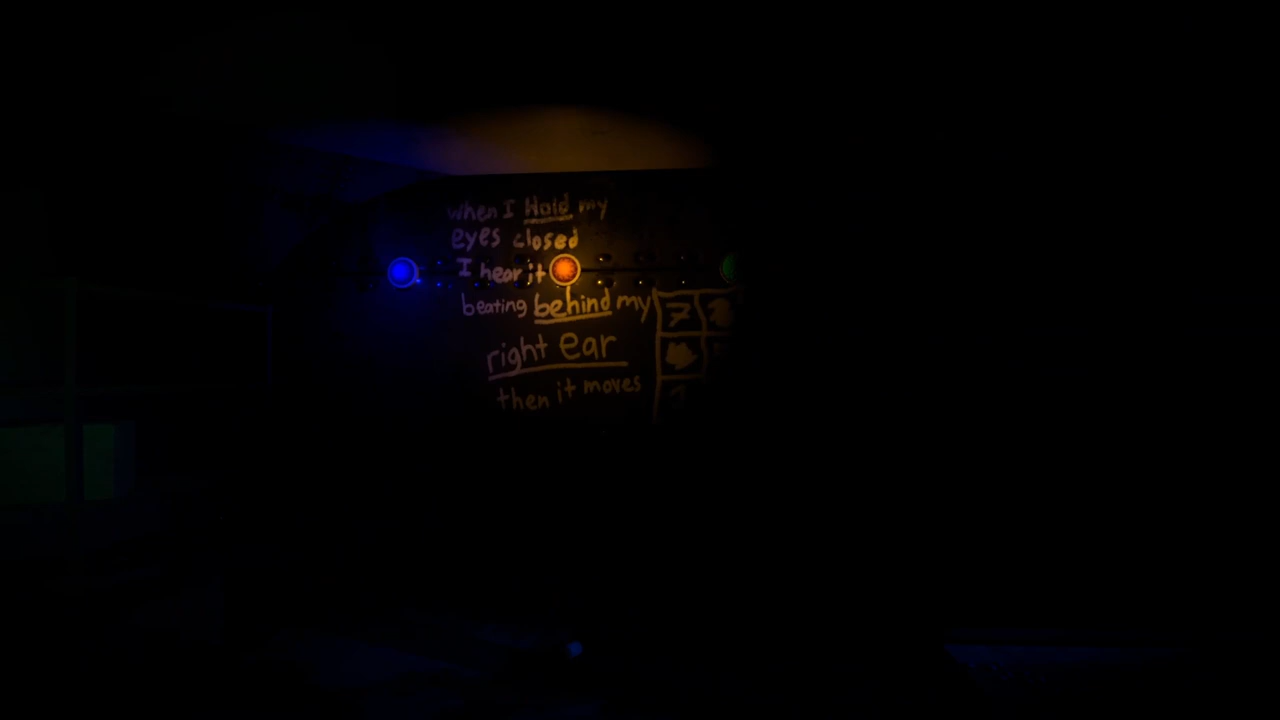 when I Hold my
eyes closed
I hear it
beating behind my
right ear
then it moves
7